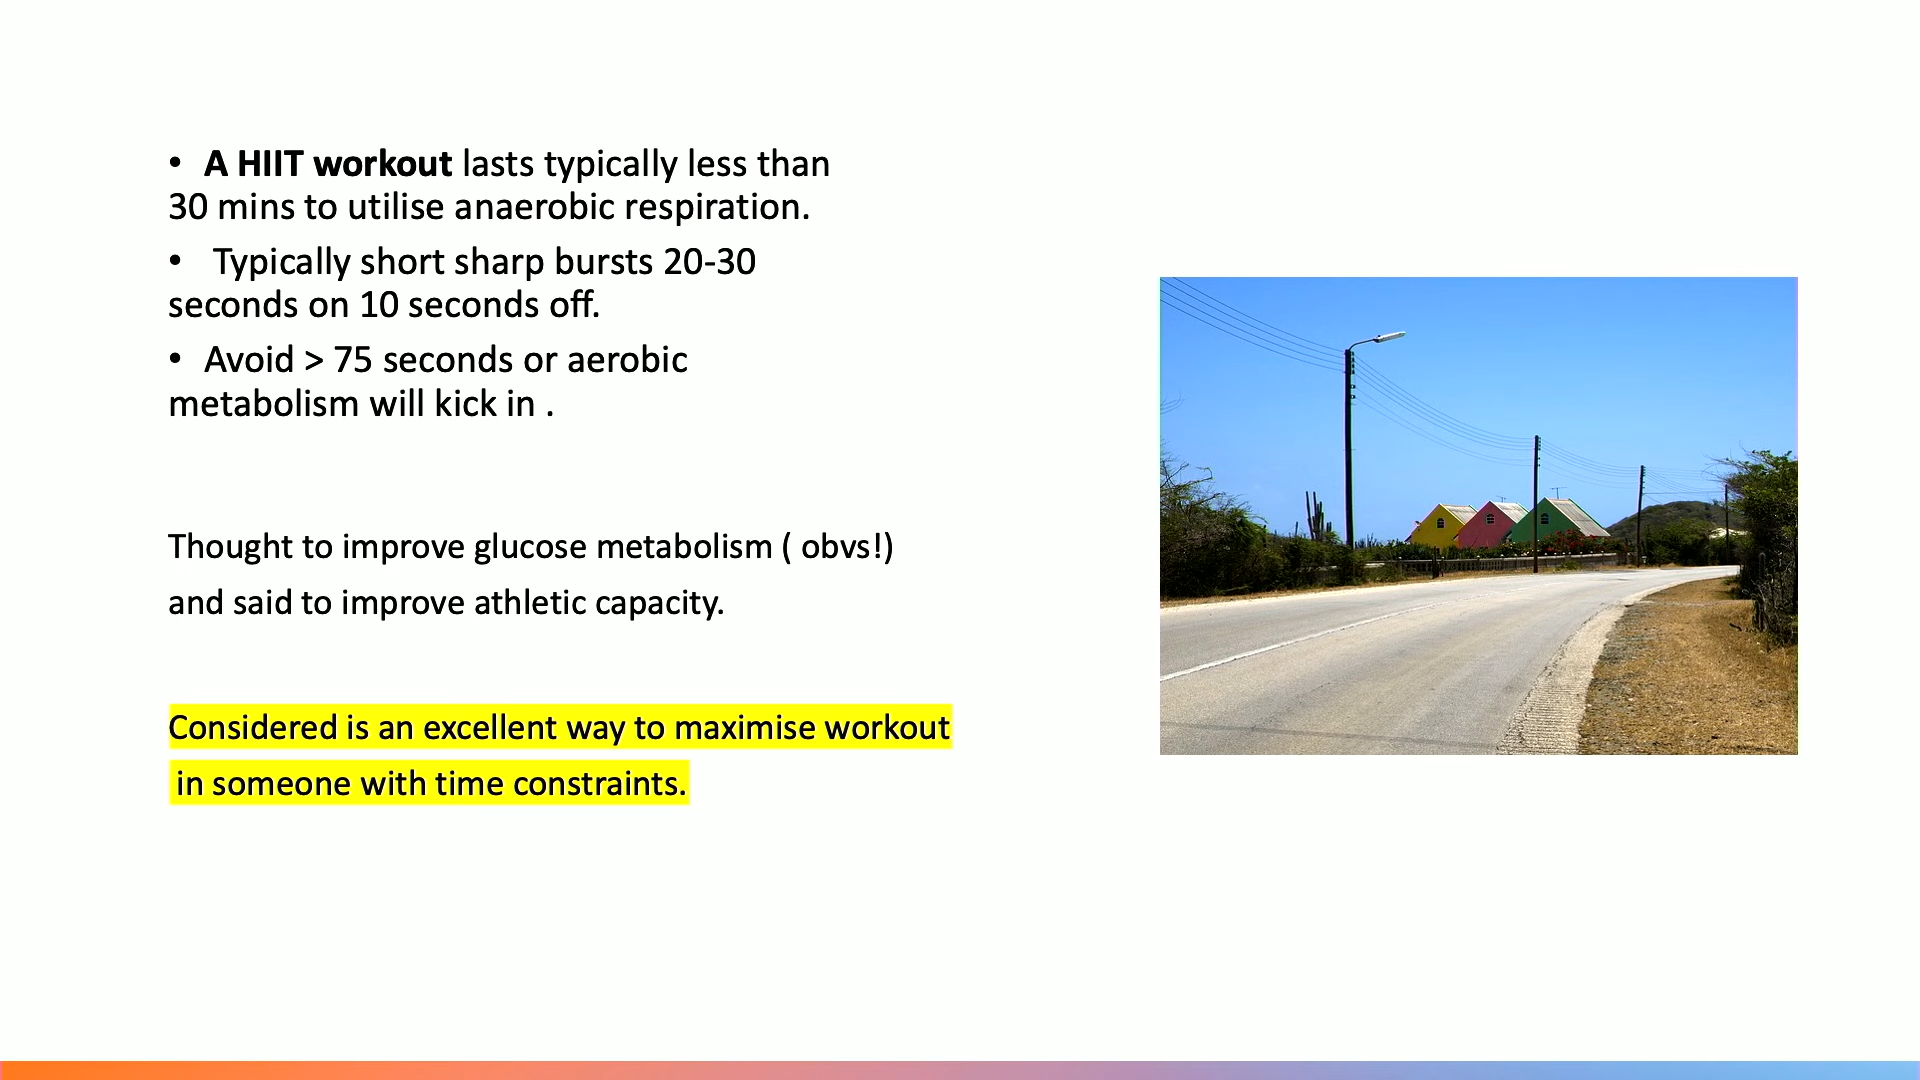 • A HIIT workout lasts typically less than
30 mins to utilise anaerobic respiration.
• Typically short sharp bursts 20-30
seconds on 10 seconds off.
• Avoid > 75 seconds or aerobic
metabolism will kick in .
Thought to improve glucose metabolism ( obvs!)
and said to improve athletic capacity.
Considered is an excellent way to maximise workout
in someone with time constraints.